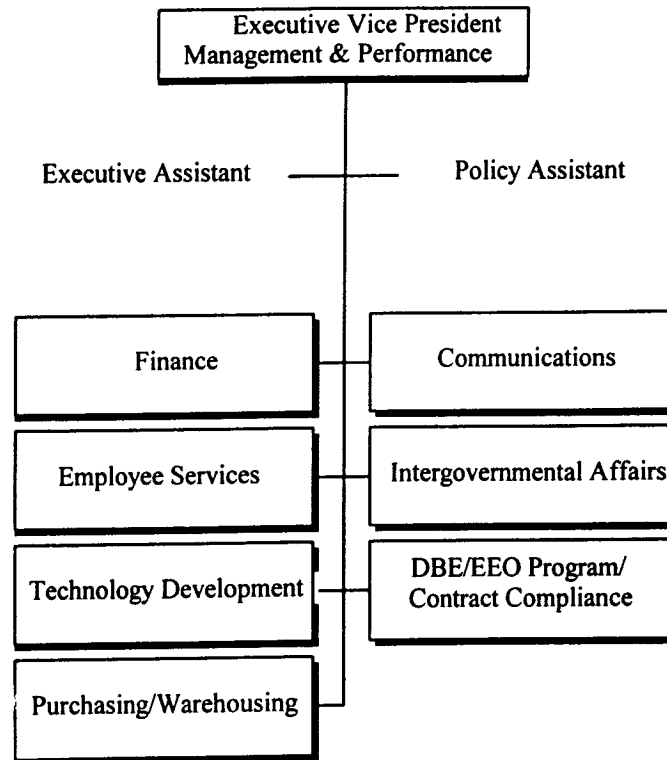 Executive Vice President
Management & Performance
Executive Assistant
Policy Assistant
Finance
Communications
Employee Services
Intergovernmental Affairs
Technology Development
DBE/EEO Program/
Contract Compliance
Purchasing/Warehousing